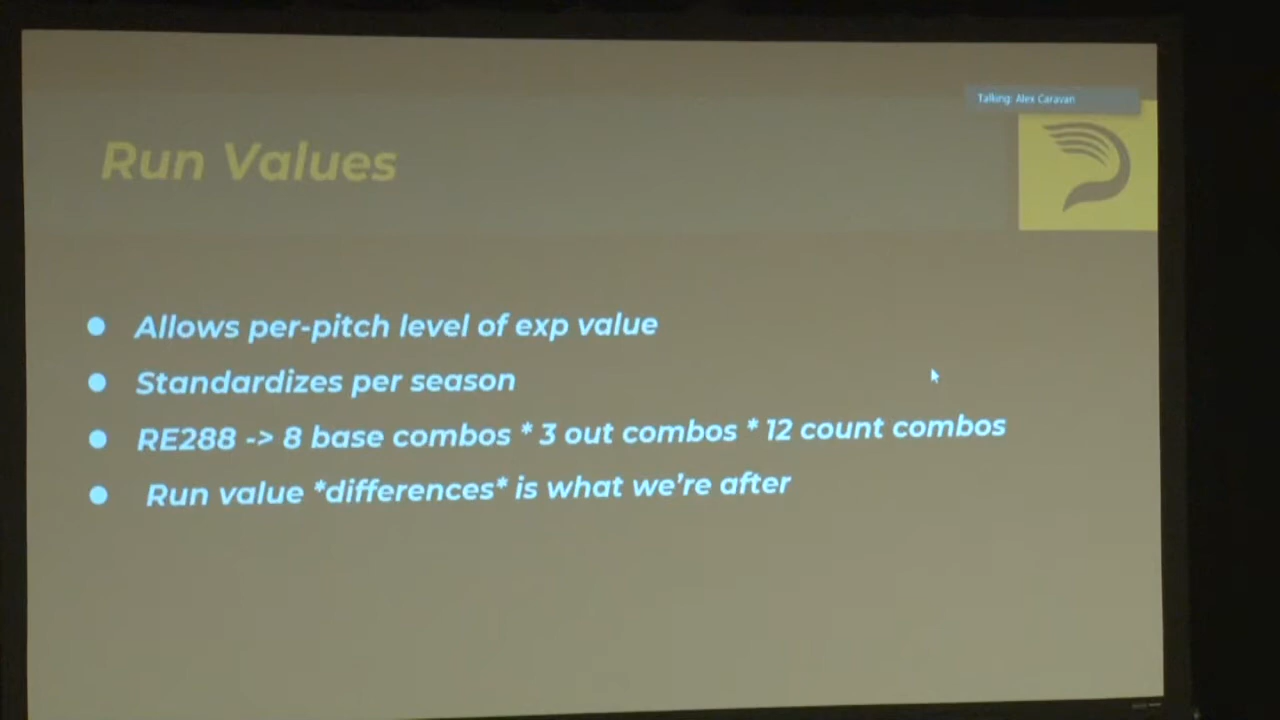 Talking: Alex Caravan
Run Values
Allows per-pitch level of exp value
Standardizes per season
RE288 -> 8 base combos * 3 out combos * 12 count combos
Run value *differences* is what we're after